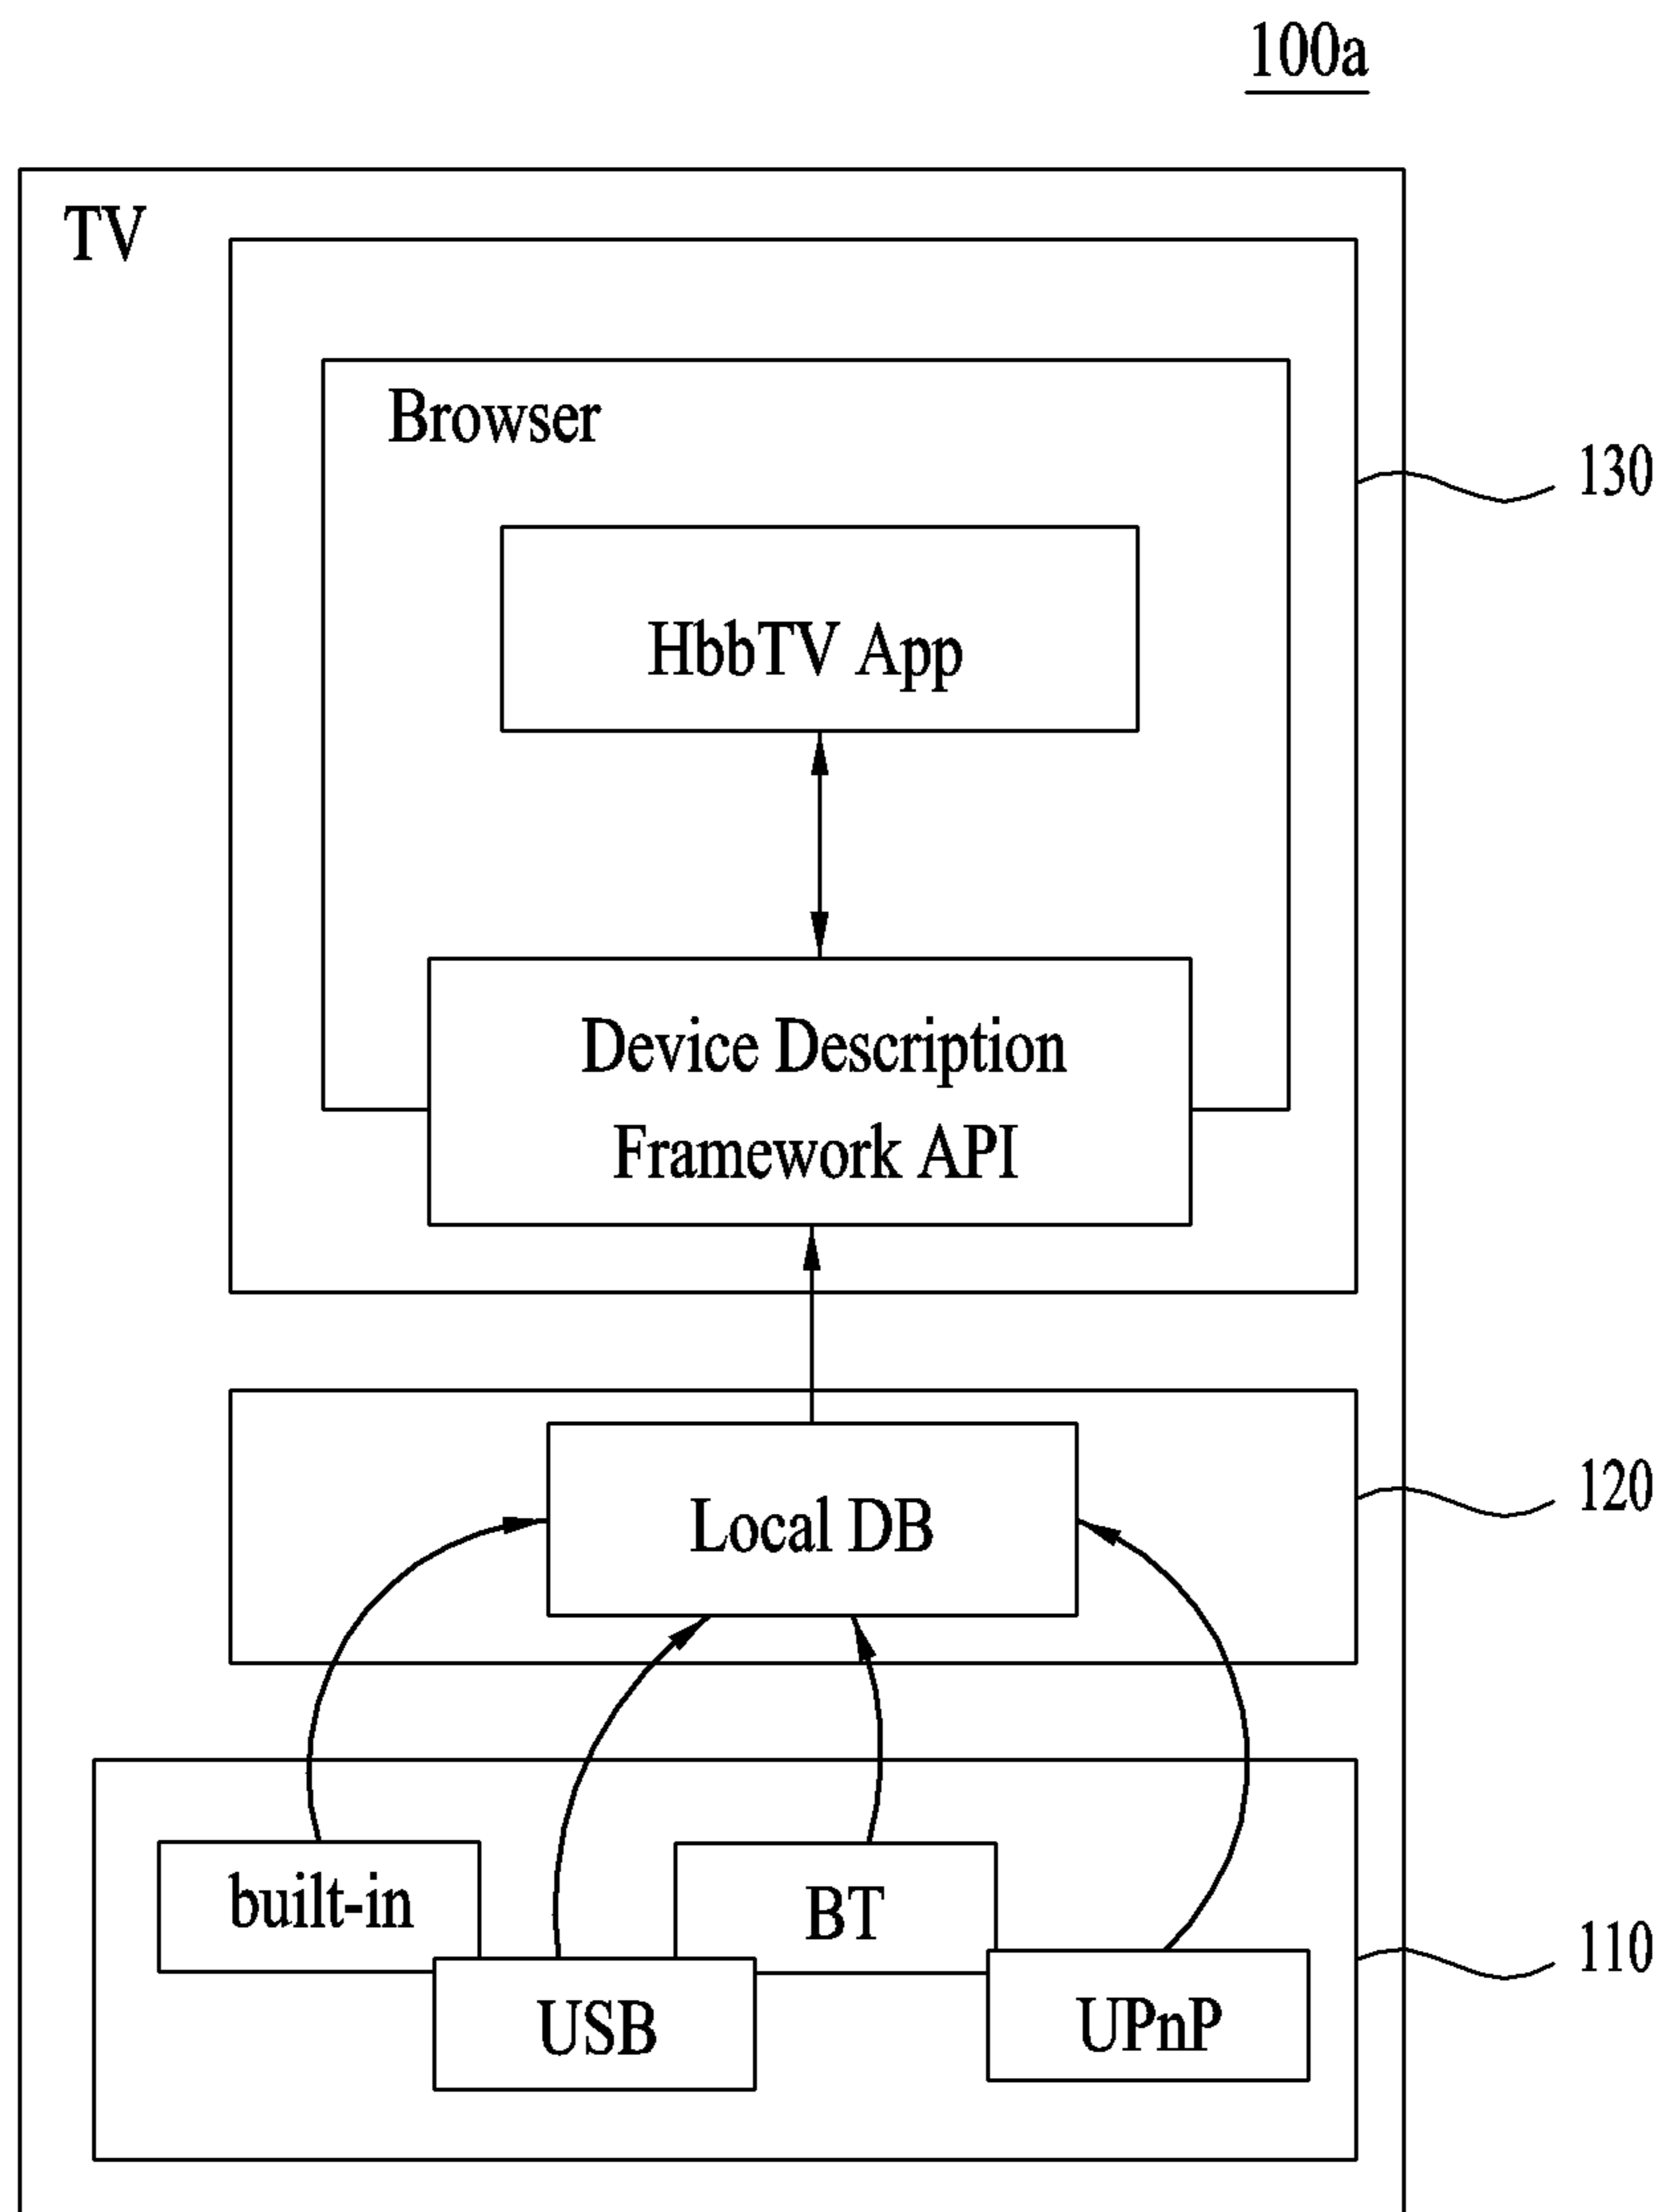 100a
TV
Browser
130
HbbTV App
Device Description
Framework API
120
Local DB
built-in
BT
110
USB
UPnP